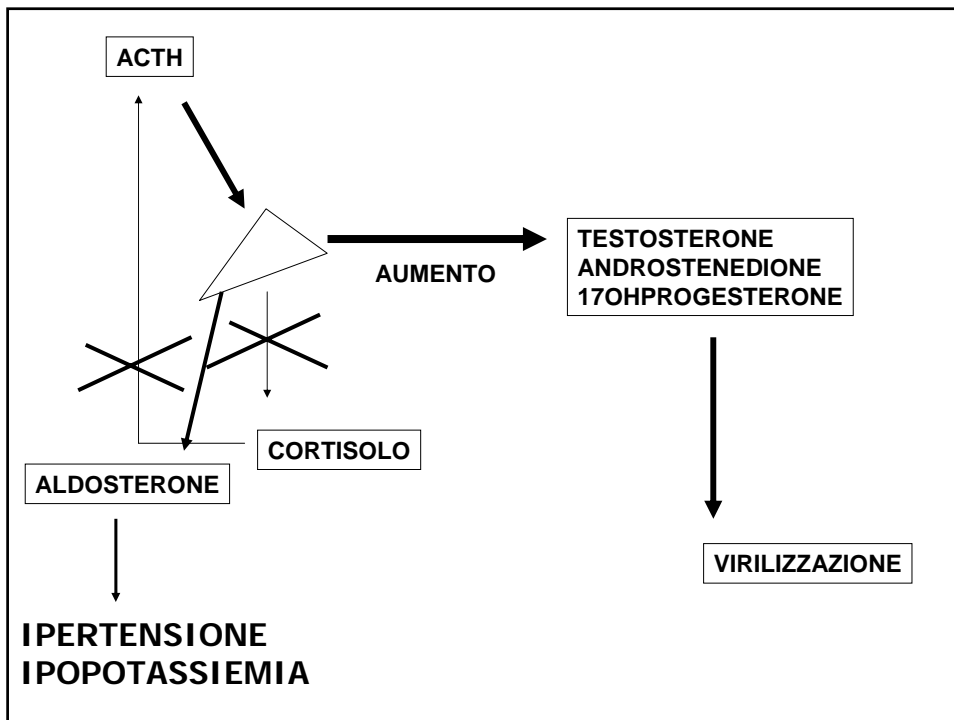 ACTH
AUMENTO
TESTOSTERONE
ANDROSTENEDIONE
17OHPROGESTERONE
CORTISOLO
ALDOSTERONE
VIRILIZZAZIONE
IPERTENSIONE
IPOPOTASSIEMIA